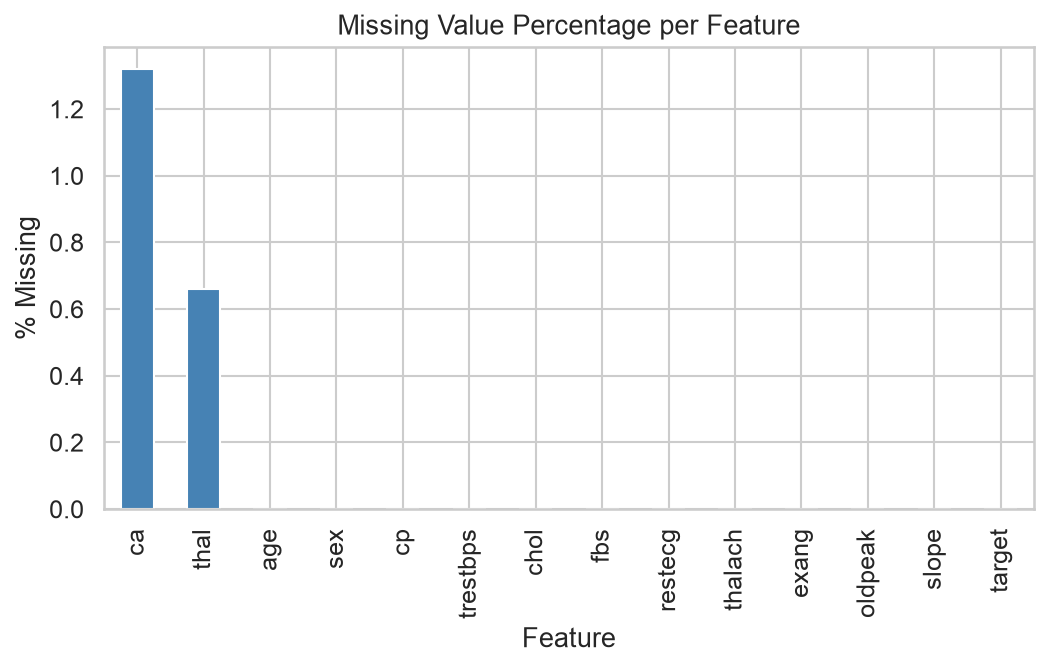 Missing Value Percentage per Feature
% Missing
1.2
1.0
0.8
0.6
0.4
0.2
0.0
ca
thal
age
sex
cp
trestbps
chol
fbs
restecg
thalach
exang
oldpeak
slope
target
Feature